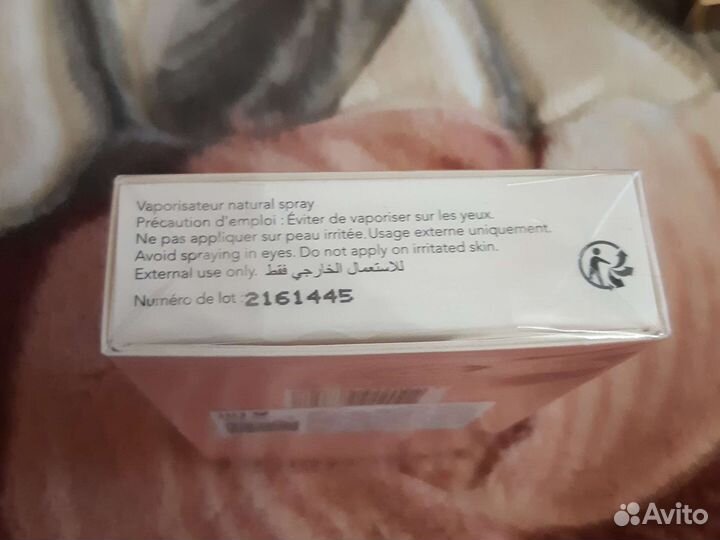 Vaporisateur natural spray
Précaution d'emploi : Éviter de vaporiser sur les yeux.
Ne pas appliquer sur peau irritée. Usage externe uniquement.
Avoid spraying in eyes. Do not apply on irritated skin.
External use only. للاستعمال الخارجي فقط
Numéro de lot : 2161445
Avito